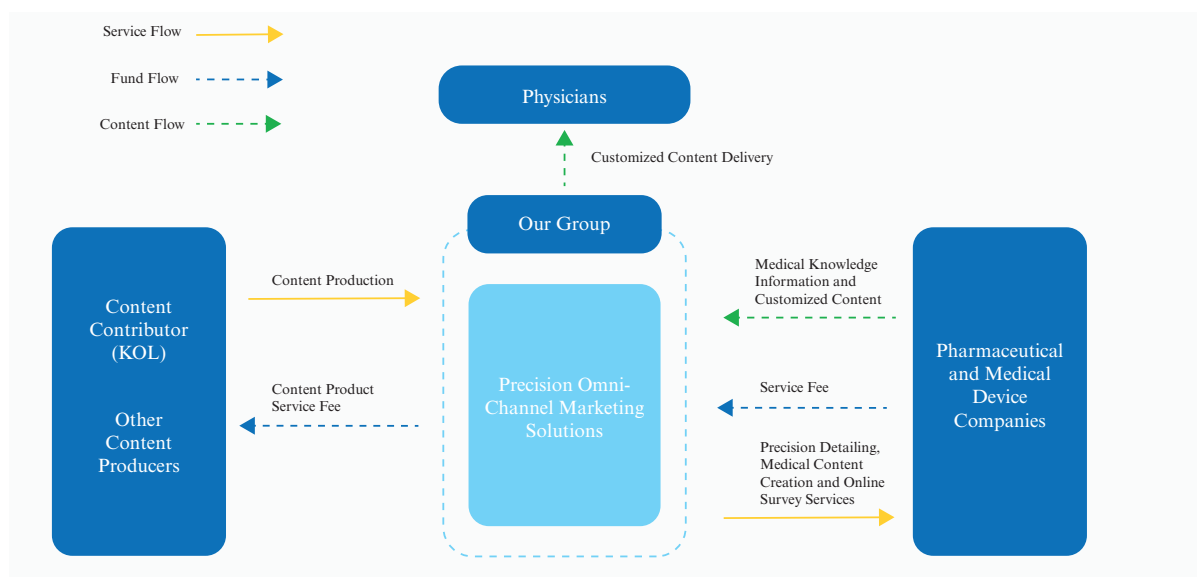 Service Flow
Fund Flow
Content Flow
Physicians
Customized Content Delivery
Our Group
Content
Contributor
(KOL)
Other
Content
Producers
Content Production
Content Product
Service Fee
Precision Omni-
Channel Marketing
Solutions
Medical Knowledge
Information and
Customized Content
Service Fee
Precision Detailing,
Medical Content
Creation and Online
Survey Services
Pharmaceutical
and Medical
Device
Companies